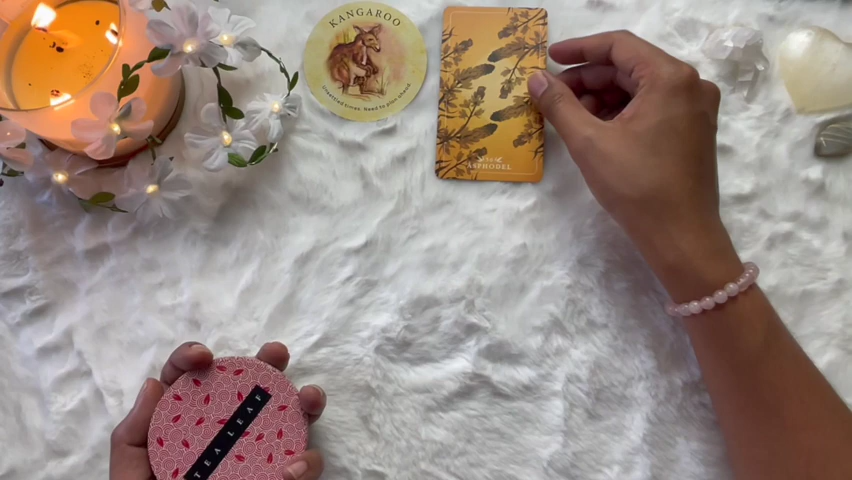 KANGAROO
Unsettled times. Need to plan ahead.
ASPHODEL
TEA LEAF